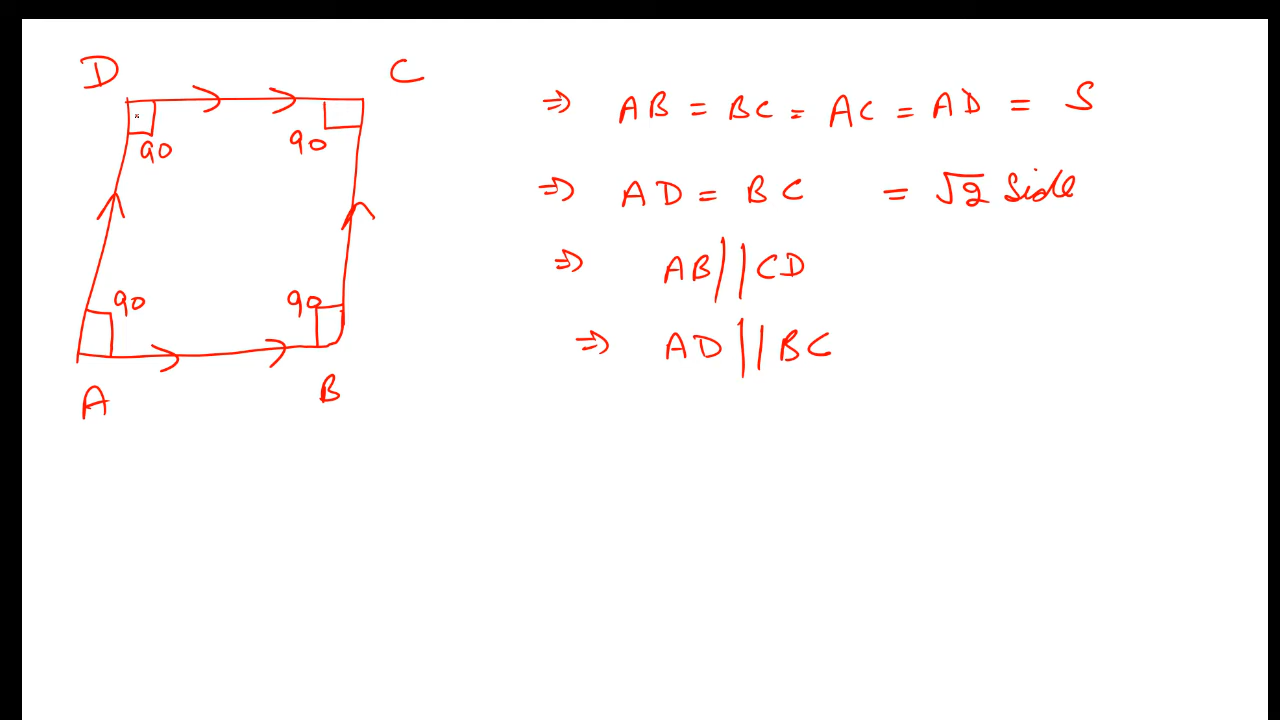 D C
90 90
90 90
A B
⇒ AB = BC = AC = AD = S
⇒ AD = BC = √2 Side
⇒ AB || CD
⇒ AD || BC